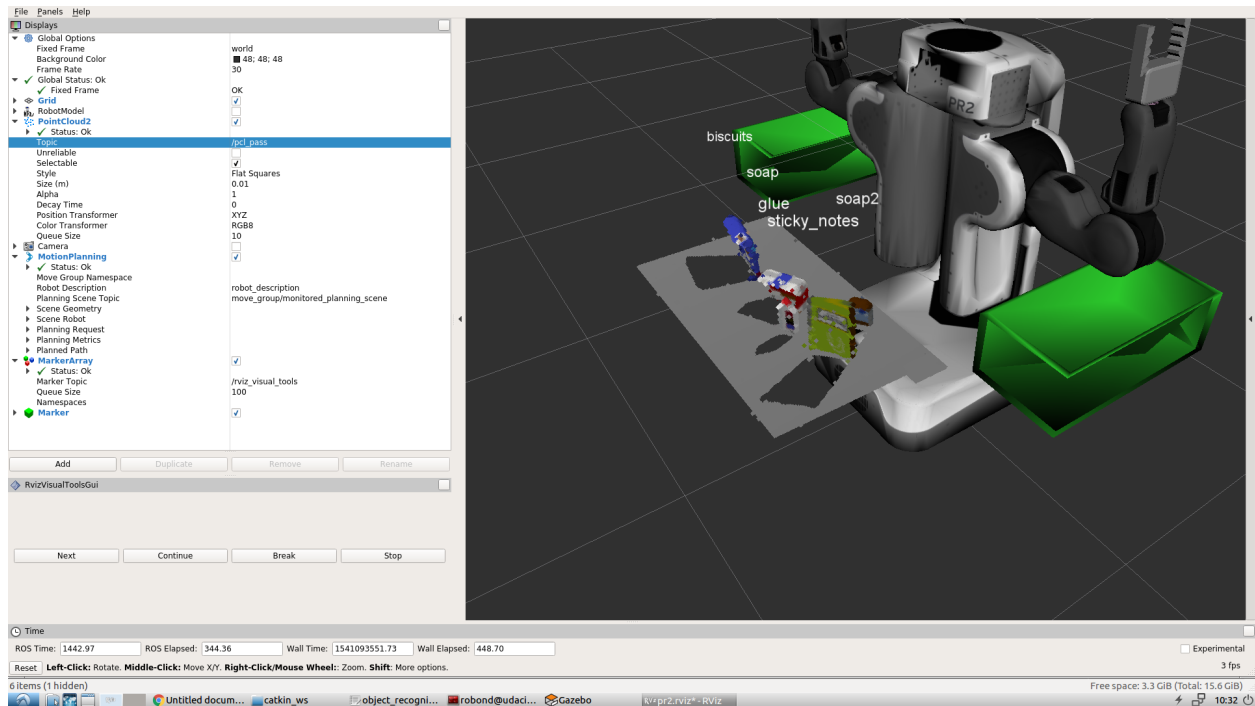 File Panels Help
Displays
Global Options
Fixed Frame world
Background Color 48; 48; 48
Frame Rate 30
Global Status: Ok
Fixed Frame OK
Grid
RobotModel
PointCloud2
Status: Ok
Topic /pcl_pass
Unreliable
Selectable
Style Flat Squares
Size (m) 0.01
Alpha 1
Decay Time 0
Position Transformer XYZ
Color Transformer RGB8
Queue Size 10
Camera
MotionPlanning
Status: Ok
Move Group Namespace
Robot Description robot_description
Planning Scene Topic move_group/monitored_planning_scene
Scene Geometry
Scene Robot
Planning Request
Planning Metrics
Planned Path
MarkerArray
Status: Ok
Marker Topic /rviz_visual_tools
Queue Size 100
Namespaces
Marker
Add Duplicate Remove Rename
RvizVisualToolsGui
Next Continue Break Stop
PR2
biscuits
soap
soap2
glue
sticky_notes
Time
ROS Time: 1442.97 ROS Elapsed: 344.36 Wall Time: 1541093551.73 Wall Elapsed: 448.70 Experimental
Reset Left-Click: Rotate. Middle-Click: Move X/Y. Right-Click/Mouse Wheel:: Zoom. Shift: More options. 3 fps
6 items (1 hidden) Free space: 3.3 GiB (Total: 15.6 GiB)
Untitled docum... catkin_ws object_recogni... robond@udaci... Gazebo pr2.rviz* - RViz 10:32